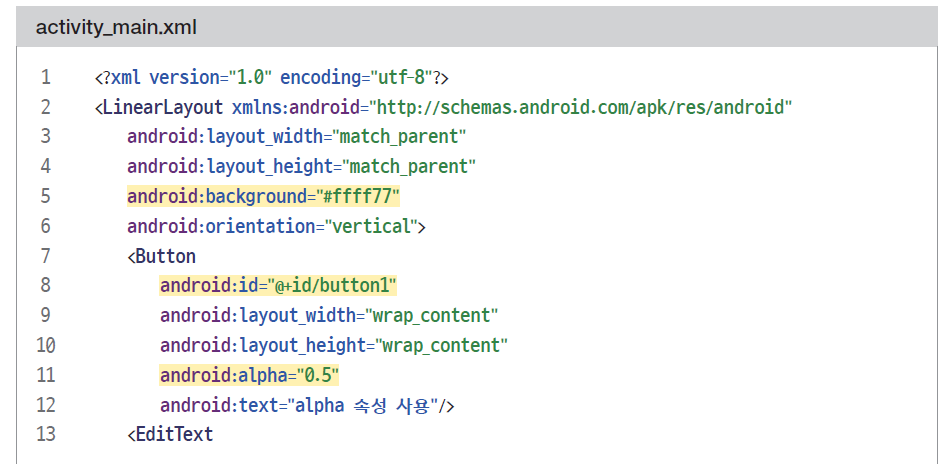 activity_main.xml
1 <?xml version="1.0" encoding="utf-8"?>
2 <LinearLayout xmlns:android="http://schemas.android.com/apk/res/android"
3 android:layout_width="match_parent"
4 android:layout_height="match_parent"
5 android:background="#ffff77"
6 android:orientation="vertical">
7 <Button
8 android:id="@+id/button1"
9 android:layout_width="wrap_content"
10 android:layout_height="wrap_content"
11 android:alpha="0.5"
12 android:text="alpha 속성 사용"/>
13 <EditText